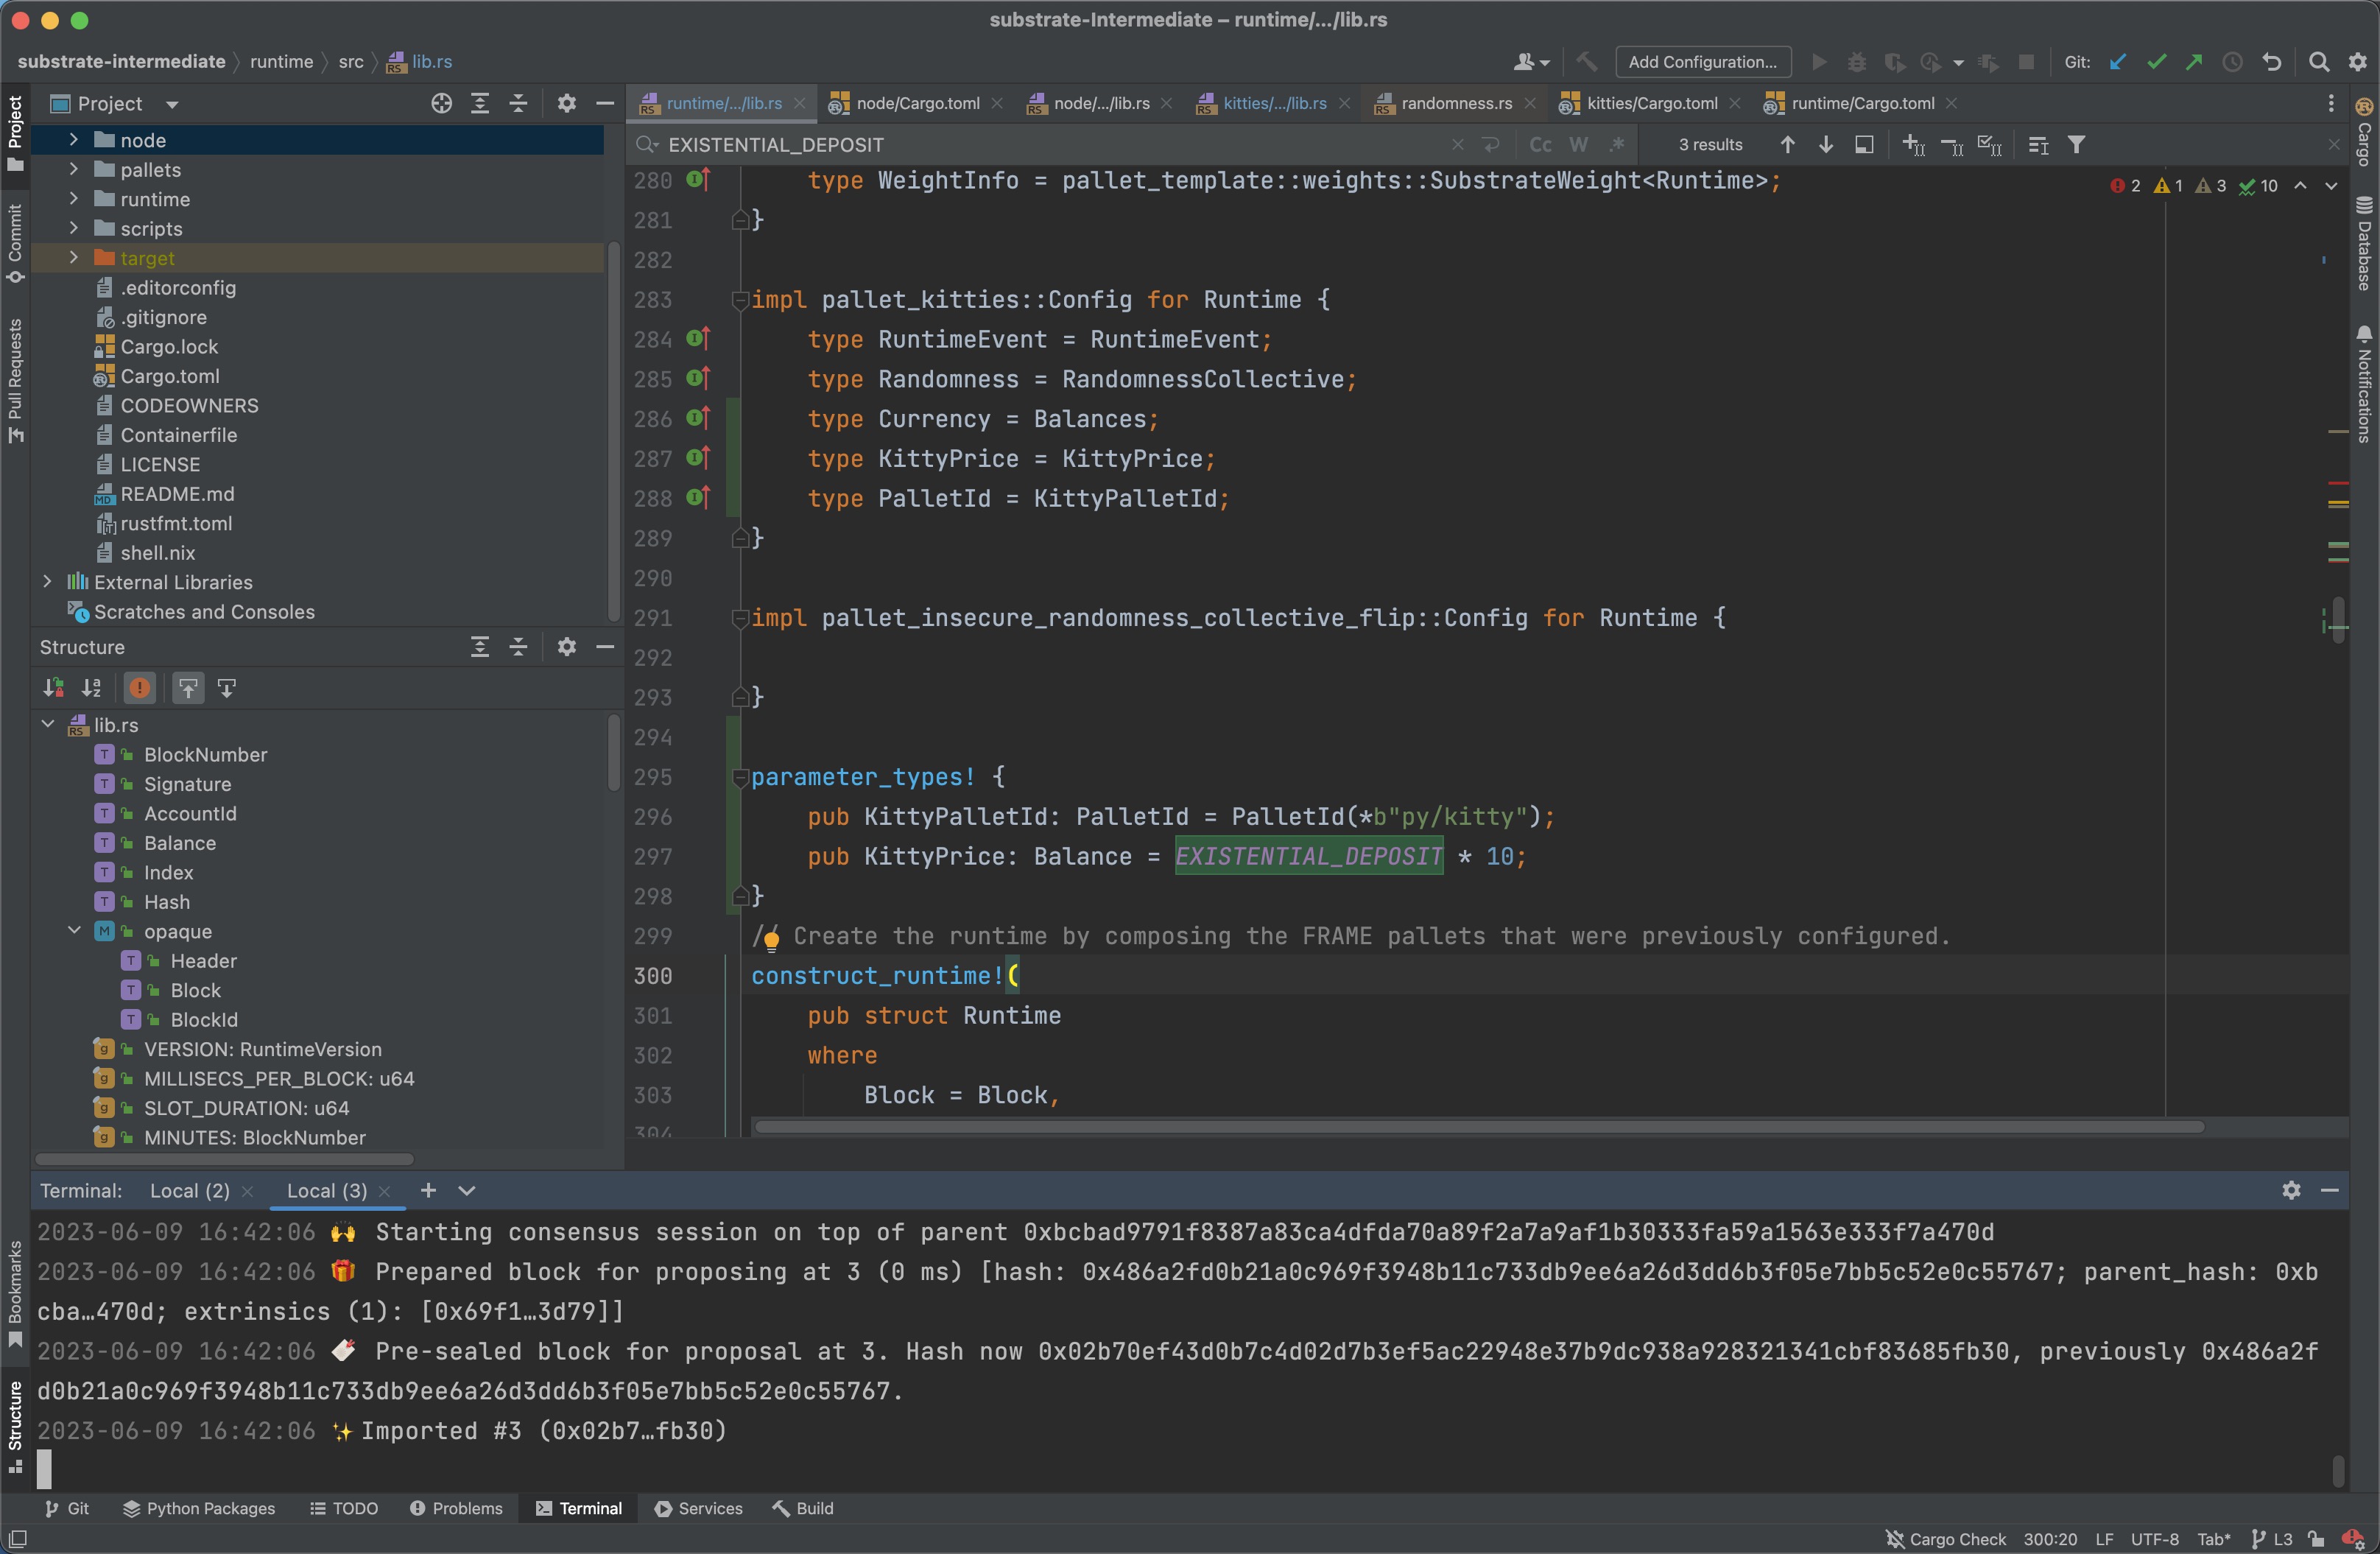 substrate-Intermediate – runtime/.../lib.rs
substrate-intermediate runtime src lib.rs
Add Configuration...
Git:
Project
Commit
Pull Requests
Bookmarks
Structure
Project
node
pallets
runtime
scripts
target
.editorconfig
.gitignore
Cargo.lock
Cargo.toml
CODEOWNERS
Containerfile
LICENSE
README.md
rustfmt.toml
shell.nix
External Libraries
Scratches and Consoles
Structure
lib.rs
BlockNumber
Signature
AccountId
Balance
Index
Hash
opaque
Header
Block
BlockId
VERSION: RuntimeVersion
MILLISECS_PER_BLOCK: u64
SLOT_DURATION: u64
MINUTES: BlockNumber
runtime/.../lib.rs node/Cargo.toml node/.../lib.rs kitties/.../lib.rs randomness.rs kitties/Cargo.toml runtime/Cargo.toml
EXISTENTIAL_DEPOSIT Cc W .* 3 results
2 1 3 10
280 type WeightInfo = pallet_template::weights::SubstrateWeight<Runtime>;
281 }
282
283 impl pallet_kitties::Config for Runtime {
284 type RuntimeEvent = RuntimeEvent;
285 type Randomness = RandomnessCollective;
286 type Currency = Balances;
287 type KittyPrice = KittyPrice;
288 type PalletId = KittyPalletId;
289 }
290
291 impl pallet_insecure_randomness_collective_flip::Config for Runtime {
292
293 }
294
295 parameter_types! {
296 pub KittyPalletId: PalletId = PalletId(*b"py/kitty");
297 pub KittyPrice: Balance = EXISTENTIAL_DEPOSIT * 10;
298 }
299 // Create the runtime by composing the FRAME pallets that were previously configured.
300 construct_runtime!(
301 pub struct Runtime
302 where
303 Block = Block,
304
Cargo
Database
Notifications
Terminal: Local (2) Local (3)
2023-06-09 16:42:06 🙌 Starting consensus session on top of parent 0xbcbad9791f8387a83ca4dfda70a89f2a7a9af1b30333fa59a1563e333f7a470d
2023-06-09 16:42:06 🎁 Prepared block for proposing at 3 (0 ms) [hash: 0x486a2fd0b21a0c969f3948b11c733db9ee6a26d3dd6b3f05e7bb5c52e0c55767; parent_hash: 0xb
cba…470d; extrinsics (1): [0x69f1…3d79]]
2023-06-09 16:42:06 🔖 Pre-sealed block for proposal at 3. Hash now 0x02b70ef43d0b7c4d02d7b3ef5ac22948e37b9dc938a928321341cbf83685fb30, previously 0x486a2f
d0b21a0c969f3948b11c733db9ee6a26d3dd6b3f05e7bb5c52e0c55767.
2023-06-09 16:42:06 ✨ Imported #3 (0x02b7…fb30)
Git Python Packages TODO Problems Terminal Services Build
Cargo Check 300:20 LF UTF-8 Tab* L3